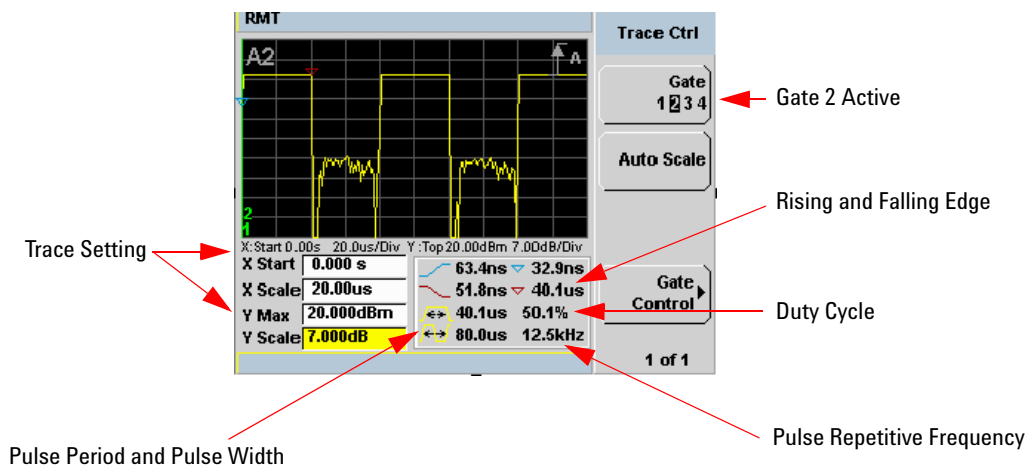 RMT
Trace Ctrl
A2
A
Gate
1 2 3 4
Gate 2 Active
Auto Scale
Rising and Falling Edge
2
1
Trace Setting
X:Start 0.00s 20.0us/Div Y:Top 20.00dBm 7.00dB/Div
X Start 0.000 s
63.4ns 32.9ns
X Scale 20.00us
51.8ns 40.1us
Gate
Control
Y Max 20.000dBm
40.1us 50.1%
Duty Cycle
Y Scale 7.000dB
80.0us 12.5kHz
1 of 1
Pulse Repetitive Frequency
Pulse Period and Pulse Width